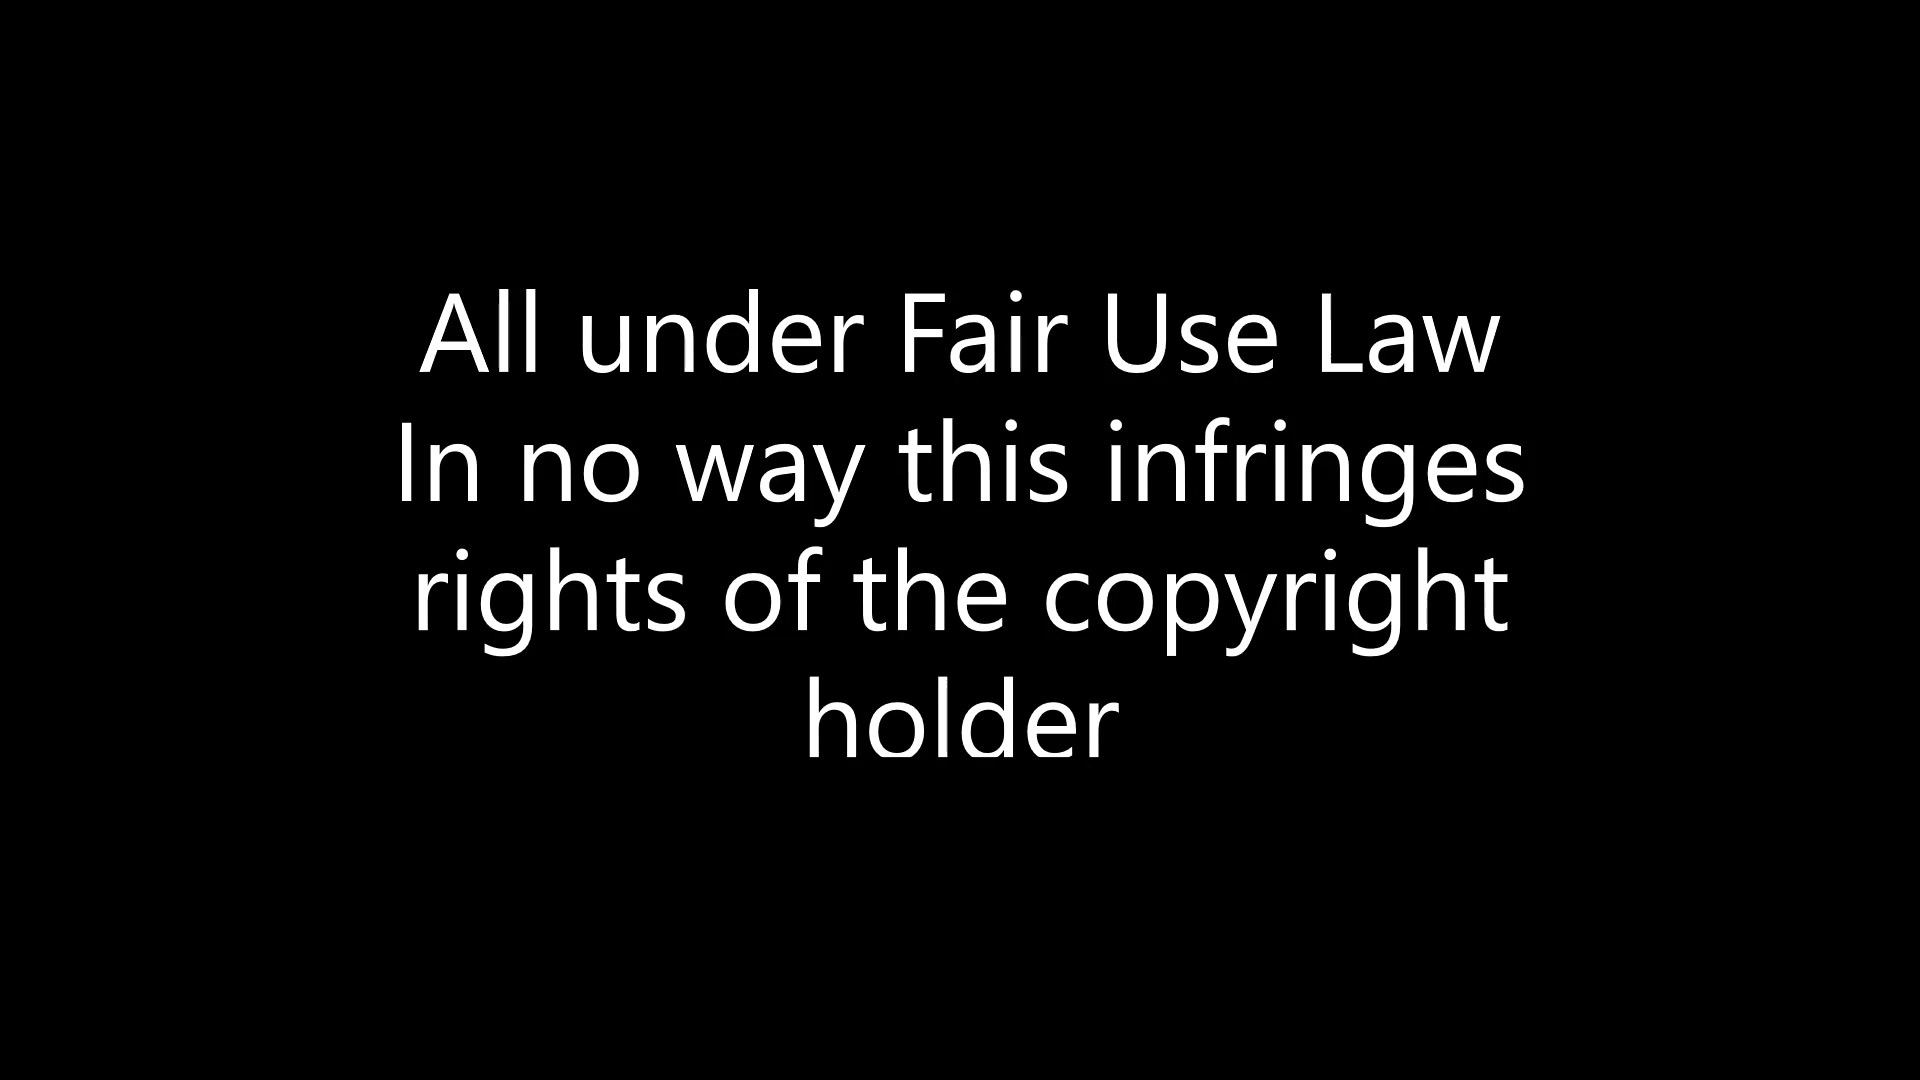 All under Fair Use Law
In no way this infringes
rights of the copyright
holder